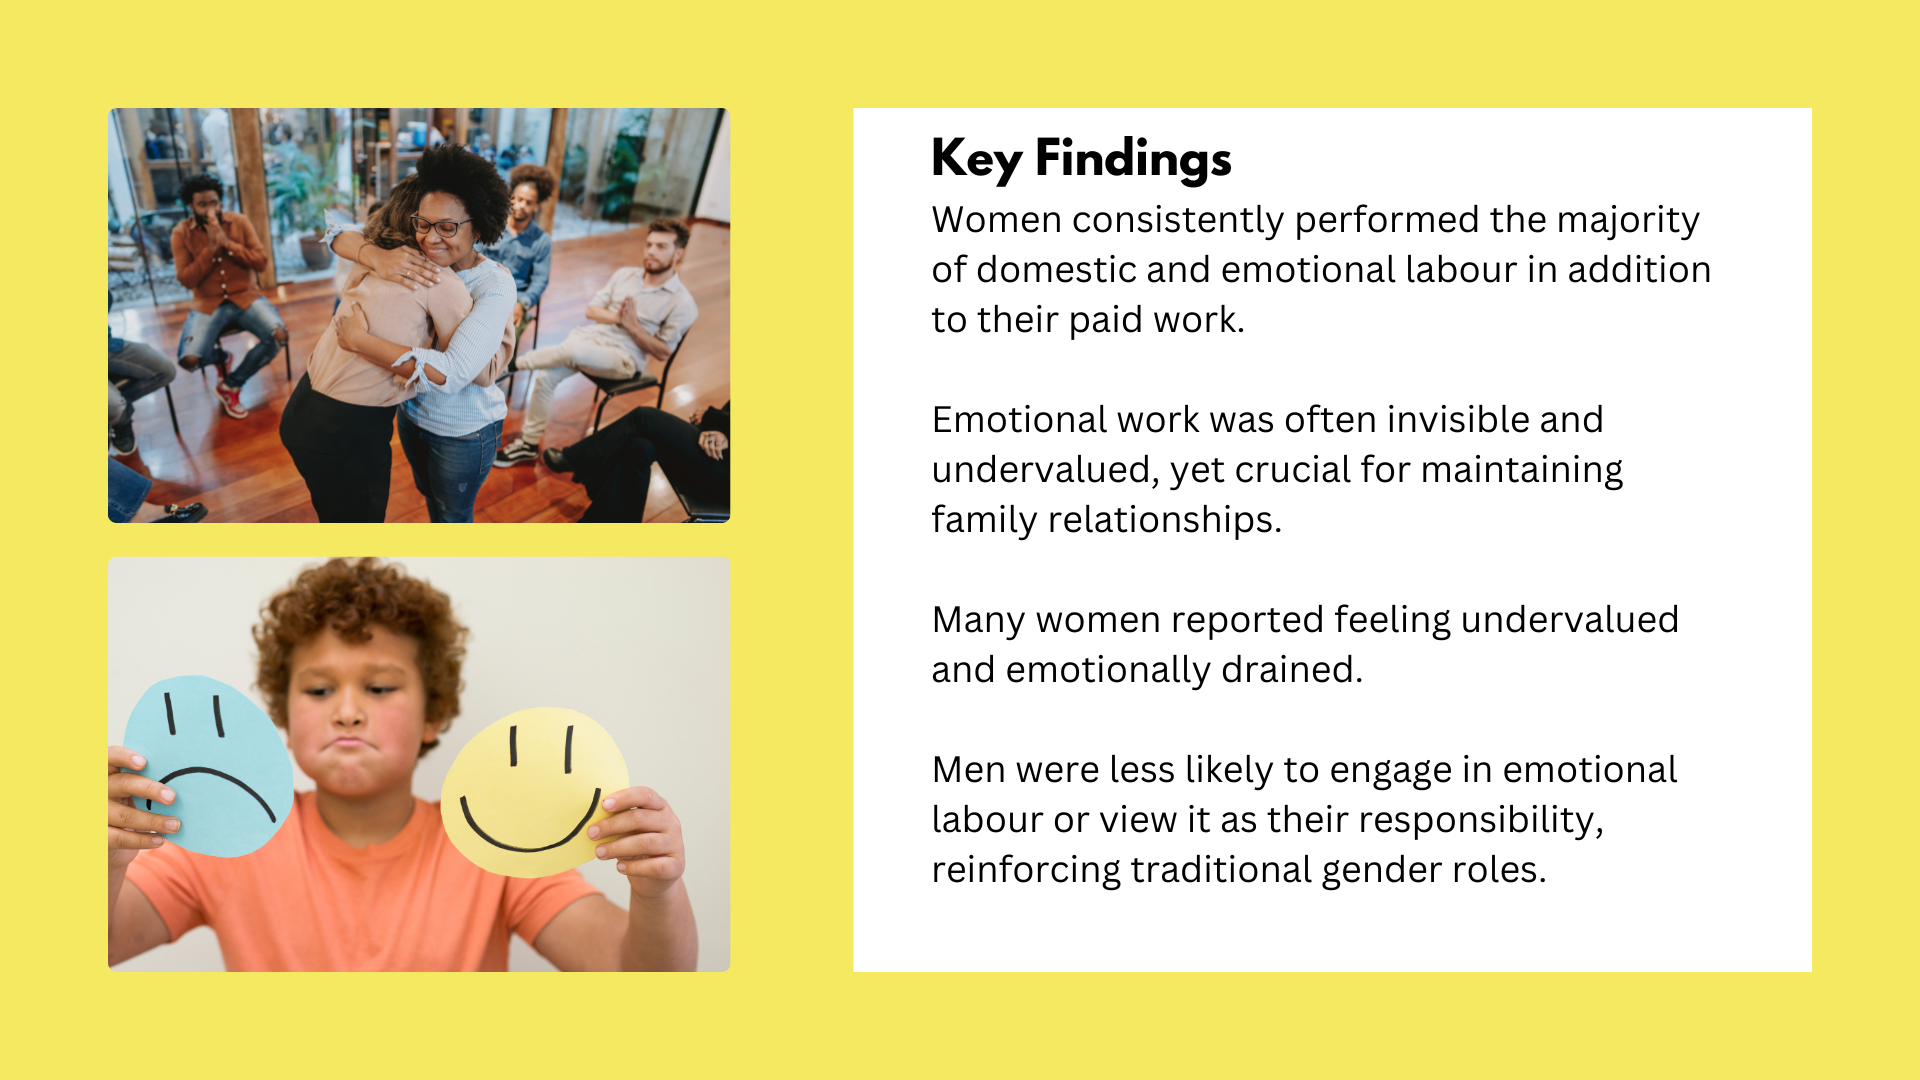 Key Findings
Women consistently performed the majority
of domestic and emotional labour in addition
to their paid work.
Emotional work was often invisible and
undervalued, yet crucial for maintaining
family relationships.
Many women reported feeling undervalued
and emotionally drained.
Men were less likely to engage in emotional
labour or view it as their responsibility,
reinforcing traditional gender roles.